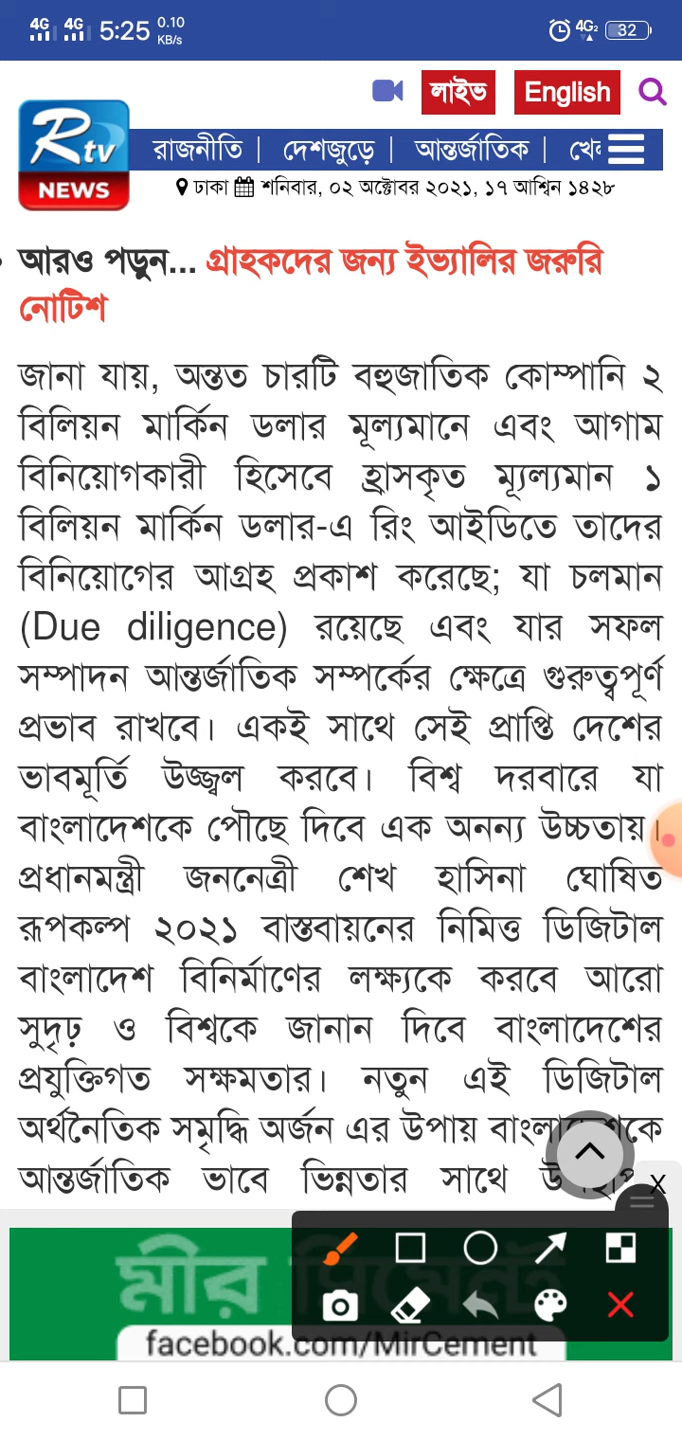 4G 4G 5:25 0.10 KB/s 4G2 32
লাইভ English
Rtv NEWS
রাজনীতি | দেশজুড়ে | আন্তর্জাতিক |
ঢাকা শনিবার, ০২ অক্টোবর ২০২১, ১৭ আশ্বিন ১৪২৮
আরও পড়ুন... গ্রাহকদের জন্য ইভ্যালির জরুরি
নোটিশ
জানা যায়, অন্তত চারটি বহুজাতিক কোম্পানি ২
বিলিয়ন মার্কিন ডলার মূল্যমানে এবং আগাম
বিনিয়োগকারী হিসেবে হ্রাসকৃত ম্যূল্যমান ১
বিলিয়ন মার্কিন ডলার-এ রিং আইডিতে তাদের
বিনিয়োগের আগ্রহ প্রকাশ করেছে; যা চলমান
(Due diligence) রয়েছে এবং যার সফল
সম্পাদন আন্তর্জাতিক সম্পর্কের ক্ষেত্রে গুরুত্বপূর্ণ
প্রভাব রাখবে। একই সাথে সেই প্রাপ্তি দেশের
ভাবমূর্তি উজ্জ্বল করবে। বিশ্ব দরবারে যা
বাংলাদেশকে পৌছে দিবে এক অনন্য উচ্চতায়।
প্রধানমন্ত্রী জননেত্রী শেখ হাসিনা ঘোষিত
রূপকল্প ২০২১ বাস্তবায়নের নিমিত্ত ডিজিটাল
বাংলাদেশ বিনির্মাণের লক্ষ্যকে করবে আরো
সুদৃঢ় ও বিশ্বকে জানান দিবে বাংলাদেশের
প্রযুক্তিগত সক্ষমতার। নতুন এই ডিজিটাল
অর্থনৈতিক সমৃদ্ধি অর্জন এর উপায়
আন্তর্জাতিক ভাবে ভিন্নতার সাথে
X
মীর
facebook.com/MirCement